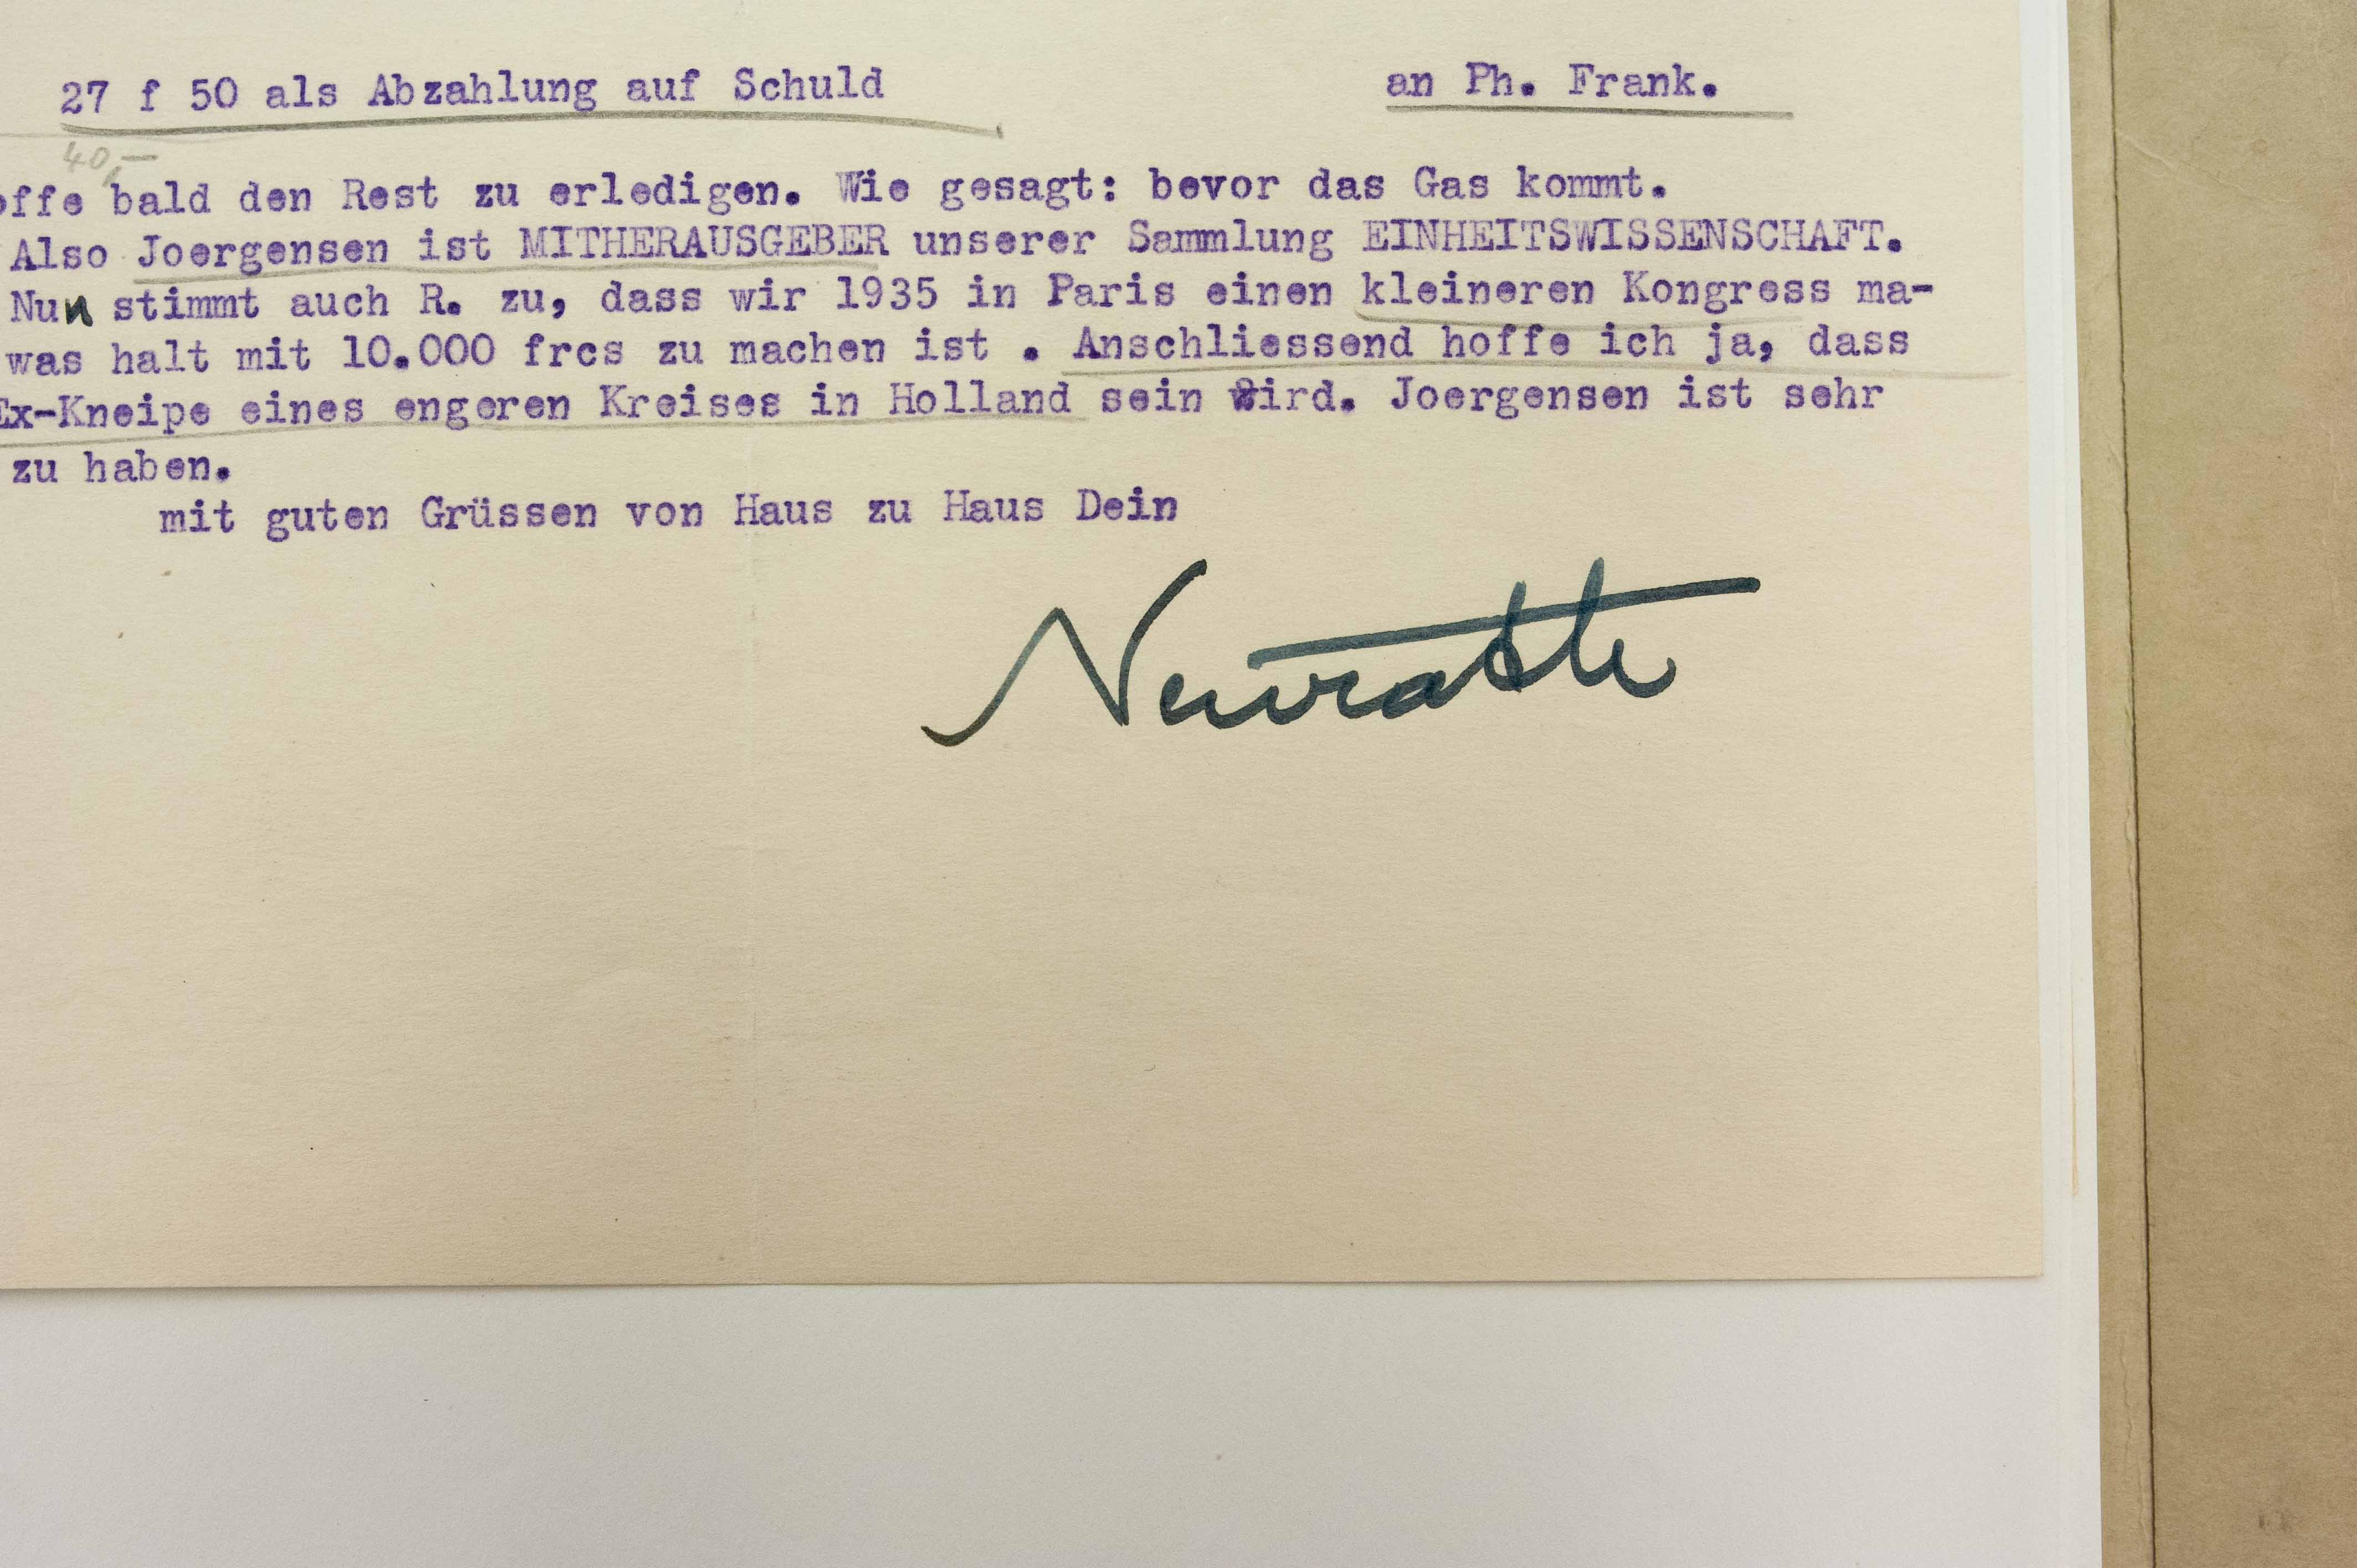 27 f 50 als Abzahlung auf Schuld an Ph. Frank.
40,—
offe bald den Rest zu erledigen. Wie gesagt: bevor das Gas kommt.
Also Joergensen ist MITHERAUSGEBER unserer Sammlung EINHEITSWISSENSCHAFT.
Nun stimmt auch R. zu, dass wir 1935 in Paris einen kleineren Kongress ma-
was halt mit 10.000 frcs zu machen ist . Anschliessend hoffe ich ja, dass
Ex-Kneipe eines engeren Kreises in Holland sein wird. Joergensen ist sehr
zu haben.
mit guten Grüssen von Haus zu Haus Dein
Neurath